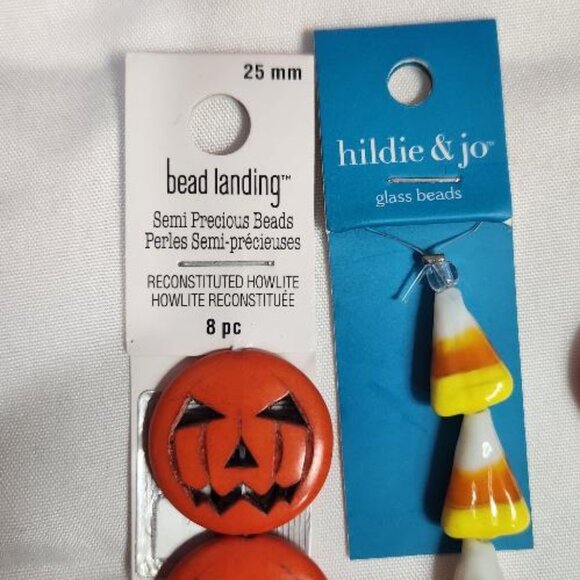 25 mm
bead landing™
Semi Precious Beads
Perles Semi-précieuses
RECONSTITUTED HOWLITE
HOWLITE RECONSTITUÉE
8 pc
hildie & jo™
glass beads